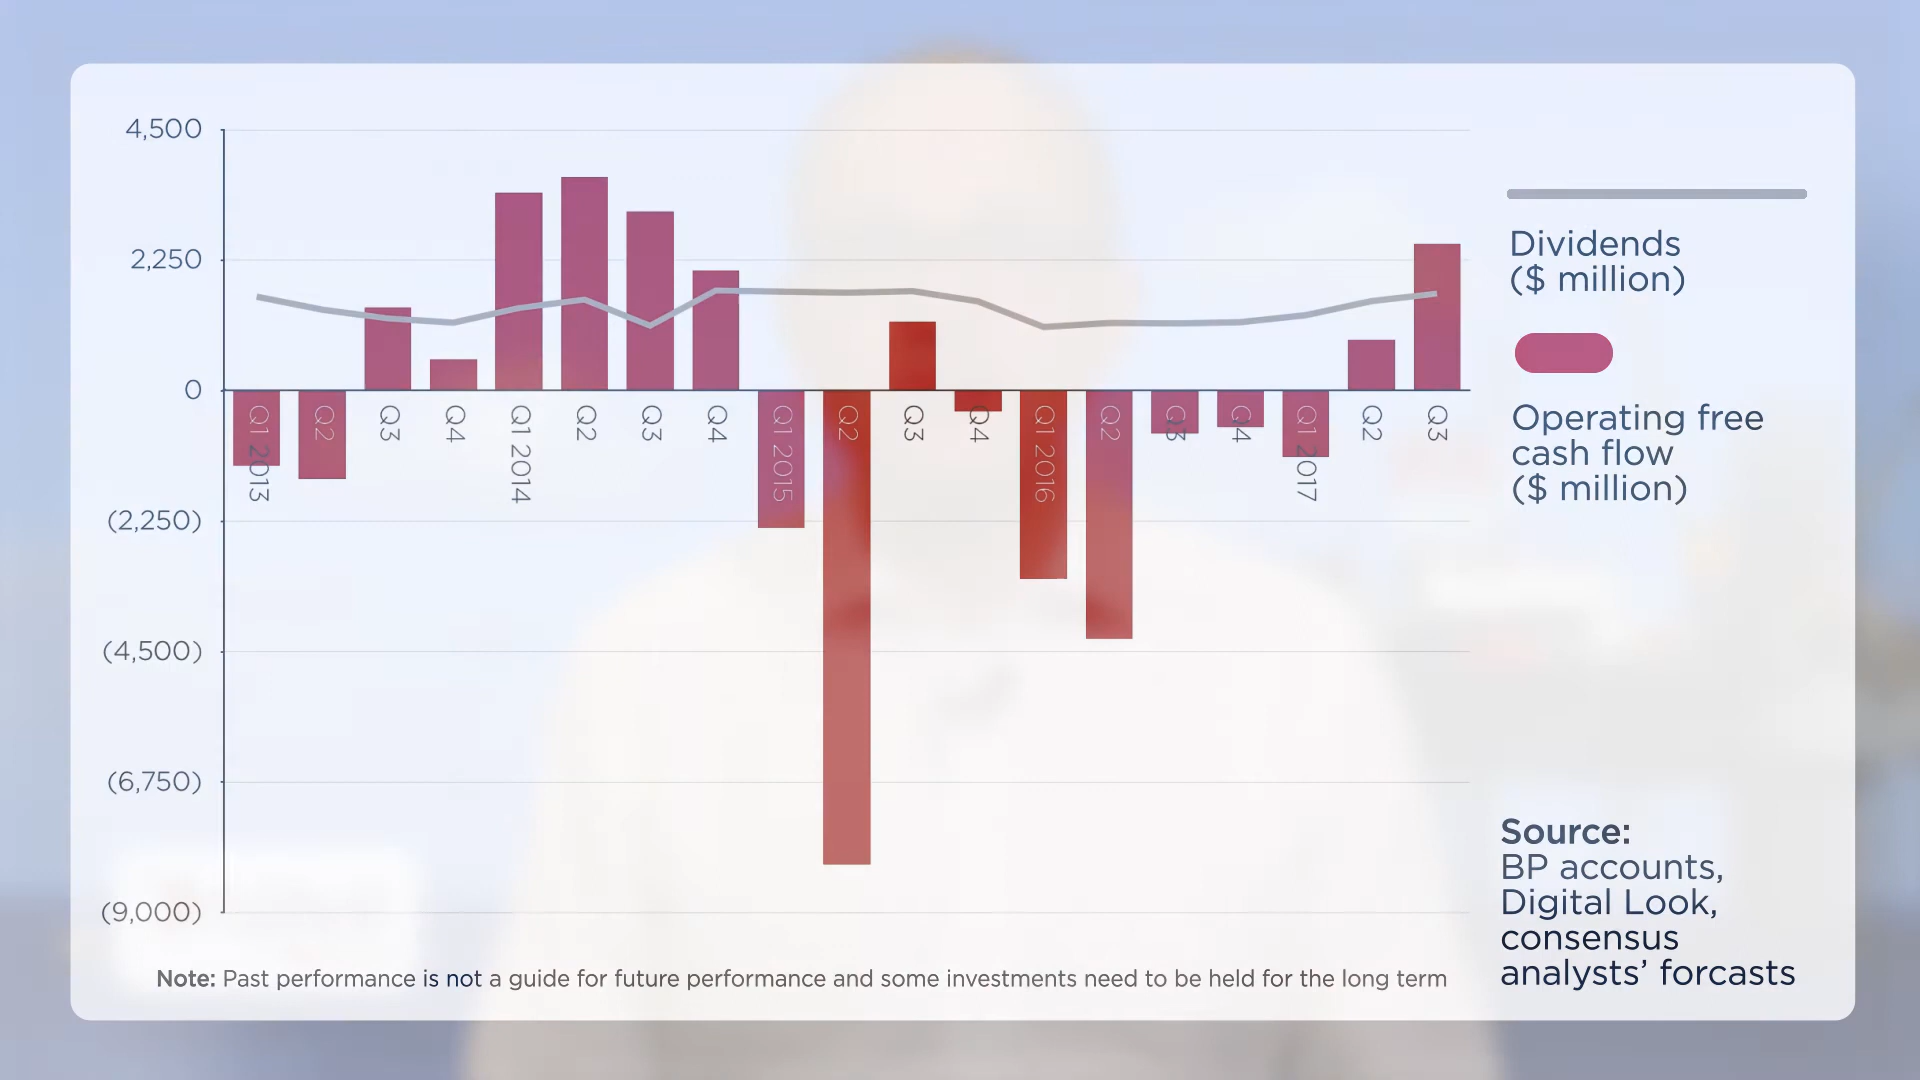 4,500
2,250
0
(2,250)
(4,500)
(6,750)
(9,000)
Q1 2013
Q2
Q3
Q4
Q1 2014
Q2
Q3
Q4
Q1 2015
Q2
Q3
Q4
Q1 2016
Q2
Q3
Q4
Q1 2017
Q2
Q3
Dividends
($ million)
Operating free
cash flow
($ million)
Source:
BP accounts,
Digital Look,
consensus
analysts’ forcasts
Note: Past performance is not a guide for future performance and some investments need to be held for the long term